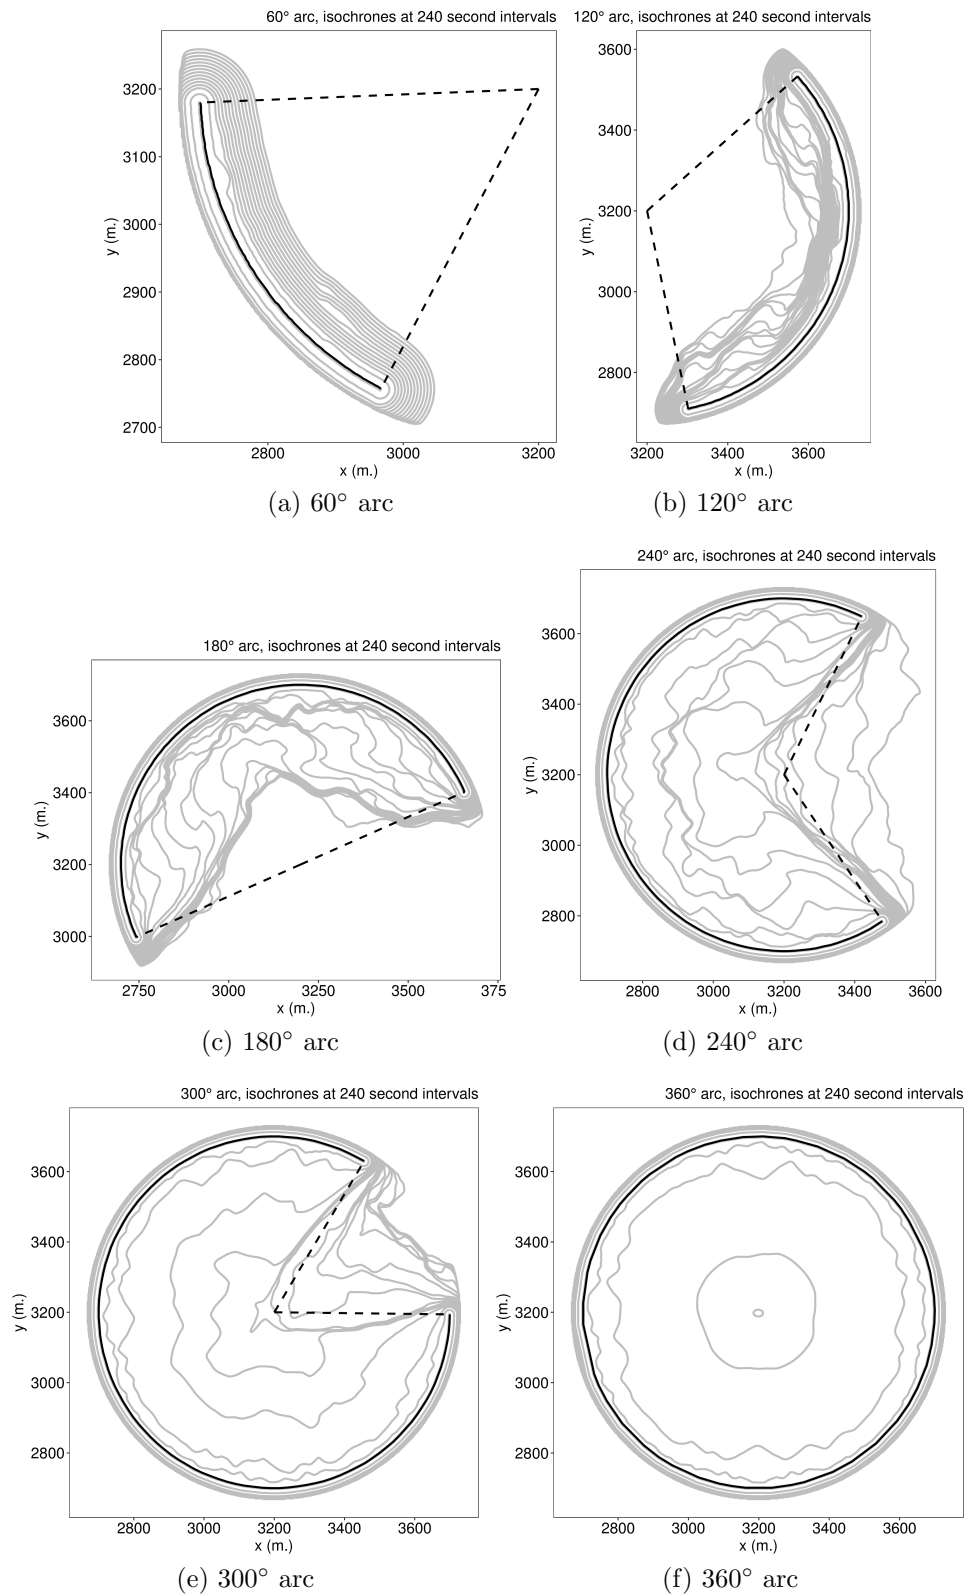 60° arc, isochrones at 240 second intervals
3200
3100
3000
2900
2800
2700
y (m.)
2800 3000 3200
x (m.)
(a) 60° arc
120° arc, isochrones at 240 second intervals
3600
3400
3200
3000
2800
y (m.)
3200 3400 3600
x (m.)
(b) 120° arc
180° arc, isochrones at 240 second intervals
3600
3400
3200
3000
y (m.)
2750 3000 3250 3500 375
x (m.)
(c) 180° arc
240° arc, isochrones at 240 second intervals
3600
3400
3200
3000
2800
y (m.)
2800 3000 3200 3400 3600
x (m.)
(d) 240° arc
300° arc, isochrones at 240 second intervals
3600
3400
3200
3000
2800
y (m.)
2800 3000 3200 3400 3600
x (m.)
(e) 300° arc
360° arc, isochrones at 240 second intervals
3600
3400
3200
3000
2800
y (m.)
2800 3000 3200 3400 3600
x (m.)
(f) 360° arc